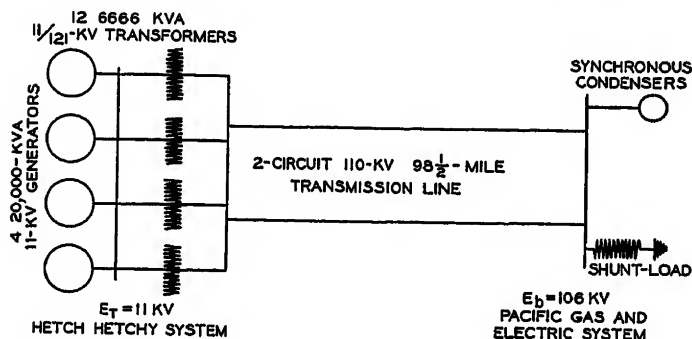 12 6666 KVA
11/121-KV TRANSFORMERS
4 20,000-KVA
11-KV GENERATORS
SYNCHRONOUS
CONDENSERS
2-CIRCUIT 110-KV 98 1/2-MILE
TRANSMISSION LINE
SHUNT-LOAD
E_T = 11 KV
HETCH HETCHY SYSTEM
E_b = 106 KV
PACIFIC GAS AND
ELECTRIC SYSTEM